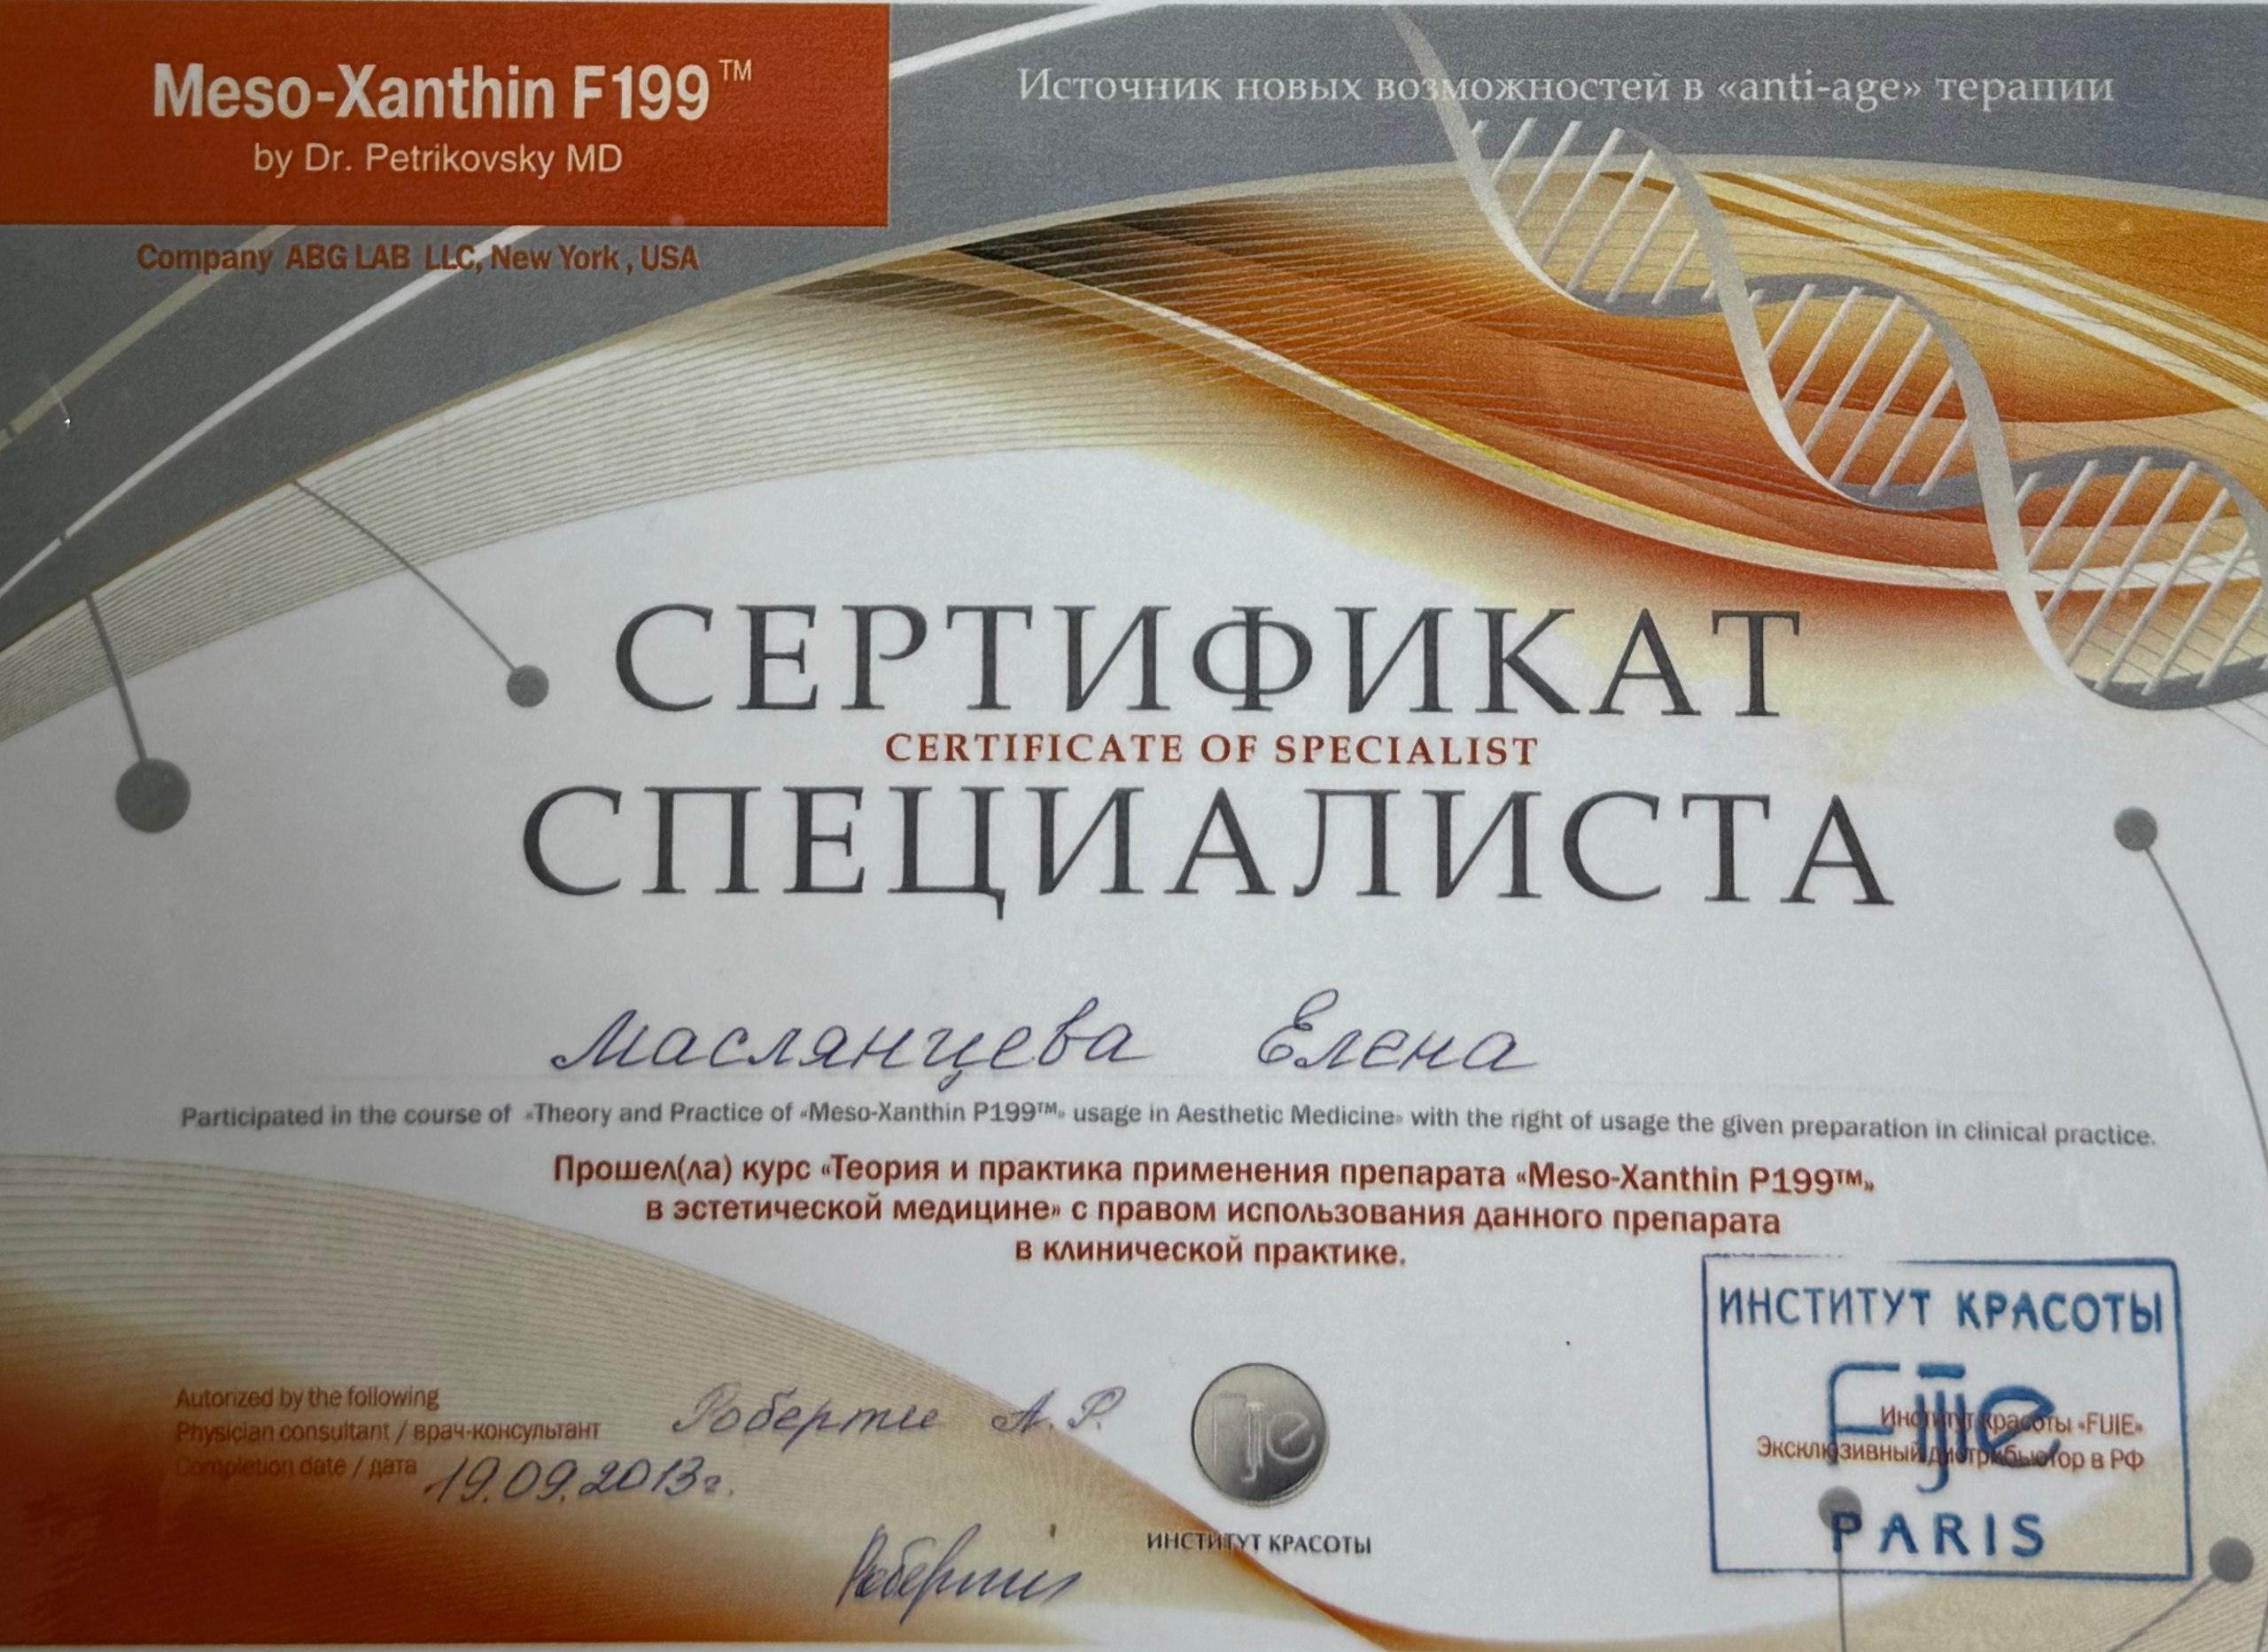 Meso-Xanthin F199™
by Dr. Petrikovsky MD
Источник новых возможностей в «anti-age» терапии
Company ABG LAB LLC, New York, USA
СЕРТИФИКАТ
CERTIFICATE OF SPECIALIST
СПЕЦИАЛИСТА
Маслянцева Елена
Participated in the course of «Theory and Practice of «Meso-Xanthin P199™» usage in Aesthetic Medicine» with the right of usage the given preparation in clinical practice.
Прошел(ла) курс «Теория и практика применения препарата «Meso-Xanthin P199™»
в эстетической медицине» с правом использования данного препарата
в клинической практике.
Autorized by the following
Physician consultant / врач-консультант
А.Р.
Completion date / дата 19.09.2013г.
Fijie
ИНСТИТУТ КРАСОТЫ
ИНСТИТУТ КРАСОТЫ
Fijie
Институт красоты «FIJIE»
Эксклюзивный дистрибьютор в РФ
PARIS